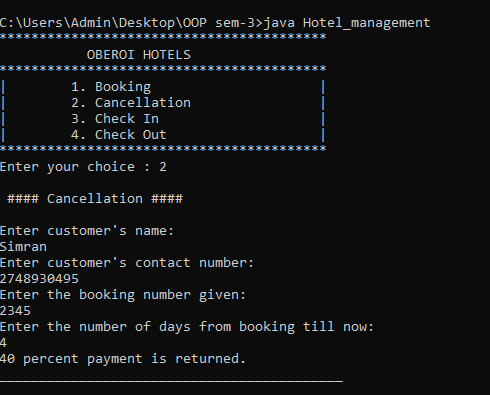 C:\Users\Admin\Desktop\OOP sem-3>java Hotel_management
*****************************************
OBEROI HOTELS
*****************************************
| 1. Booking |
| 2. Cancellation |
| 3. Check In |
| 4. Check Out |
*****************************************
Enter your choice : 2
#### Cancellation ####
Enter customer's name:
Simran
Enter customer's contact number:
2748930495
Enter the booking number given:
2345
Enter the number of days from booking till now:
4
40 percent payment is returned.
___________________________________________